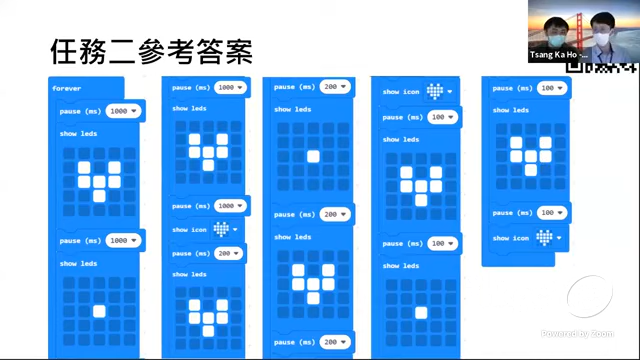 任務二參考答案
Tsang Ka Ho -
forever
pause (ms) 1000
show leds
pause (ms) 1000
show leds
pause (ms) 1000
show leds
pause (ms) 1000
show icon
pause (ms) 200
show leds
pause (ms) 200
show leds
pause (ms) 200
show leds
pause (ms) 200
show icon
pause (ms) 100
show leds
pause (ms) 100
show leds
pause (ms) 100
show leds
pause (ms) 100
show icon
Powered by Zoom